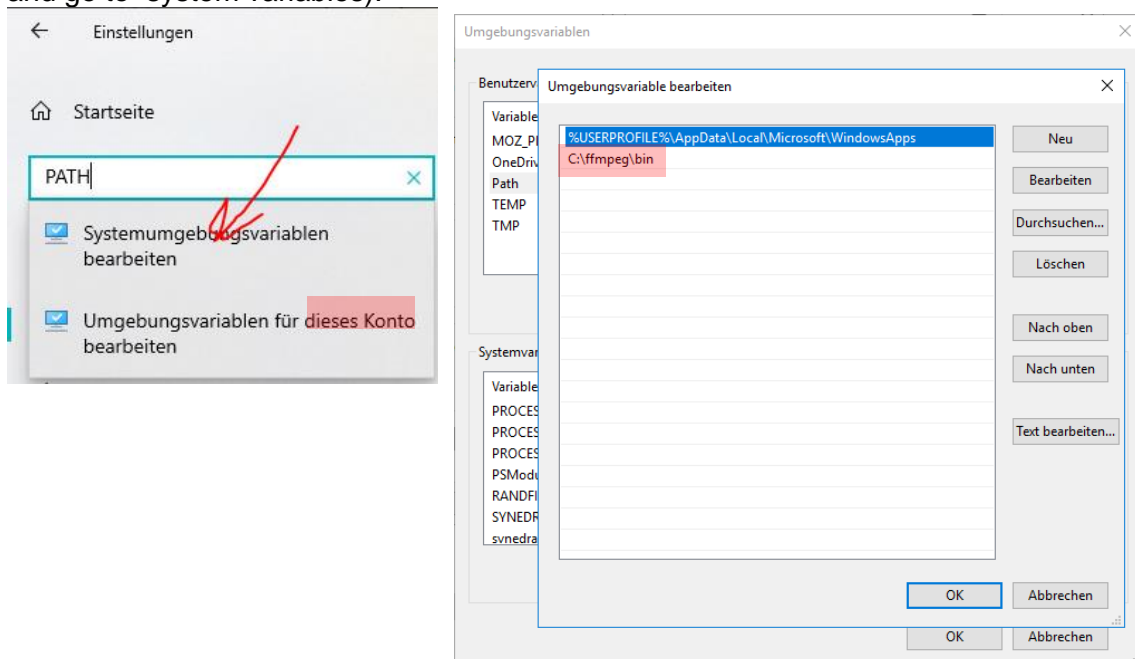 and go to system variables).
Einstellungen
Startseite
PATH
Systemumgebungsvariablen
bearbeiten
Umgebungsvariablen für dieses Konto
bearbeiten
Umgebungsvariablen
Benutzerv
Umgebungsvariable bearbeiten
Variable
MOZ_Pl
OneDriv
Path
TEMP
TMP
%USERPROFILE%\AppData\Local\Microsoft\WindowsApps
C:\ffmpeg\bin
Neu
Bearbeiten
Durchsuchen...
Löschen
Nach oben
Nach unten
Text bearbeiten...
Systemvar
Variable
PROCES
PROCES
PROCES
PSModu
RANDFI
SYNEDR
synedra
OK
Abbrechen
OK
Abbrechen